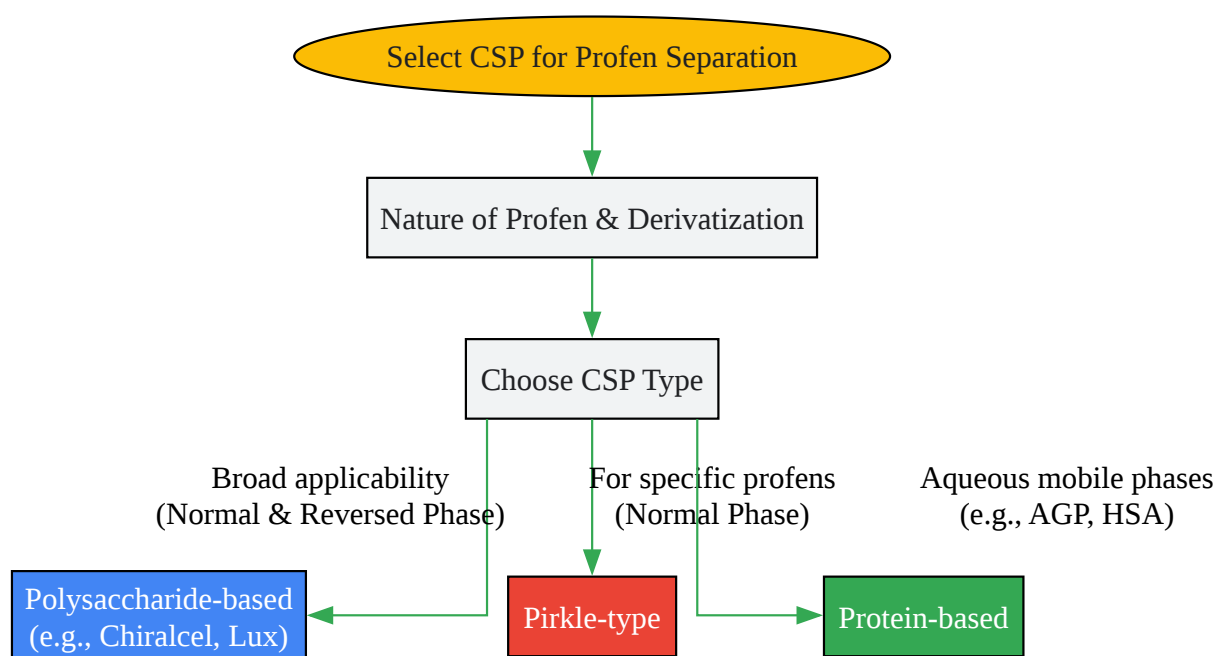 Select CSP for Profen Separation
Nature of Profen & Derivatization
Choose CSP Type
Broad applicability
(Normal & Reversed Phase)
For specific profens
(Normal Phase)
Aqueous mobile phases
(e.g., AGP, HSA)
Polysaccharide-based
(e.g., Chiralcel, Lux)
Pirkle-type
Protein-based